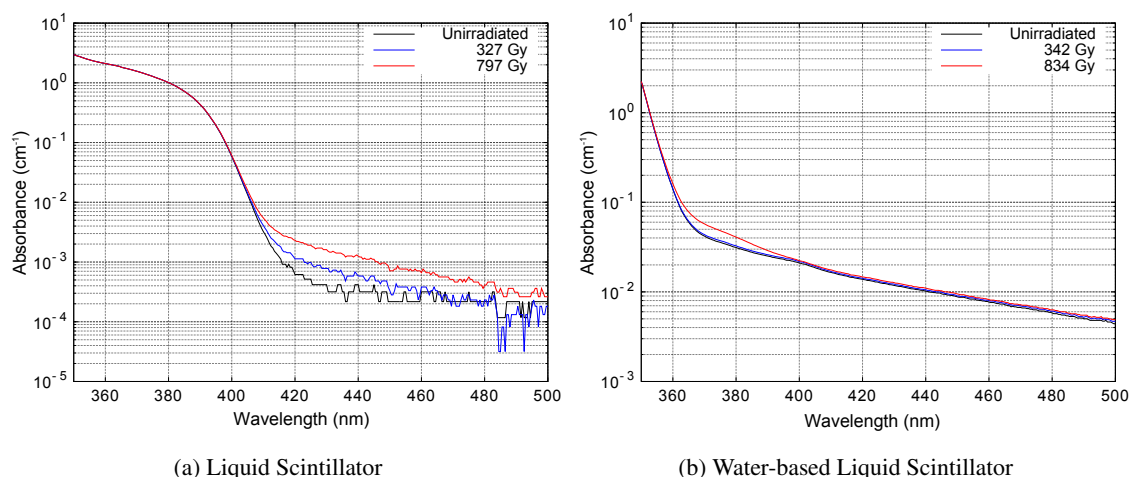 Absorbance (cm⁻¹)
10¹
10⁰
10⁻¹
10⁻²
10⁻³
10⁻⁴
10⁻⁵
Unirradiated
327 Gy
797 Gy
360 380 400 420 440 460 480 500
Wavelength (nm)
(a) Liquid Scintillator
Absorbance (cm⁻¹)
10¹
10⁰
10⁻¹
10⁻²
10⁻³
Unirradiated
342 Gy
834 Gy
360 380 400 420 440 460 480 500
Wavelength (nm)
(b) Water-based Liquid Scintillator